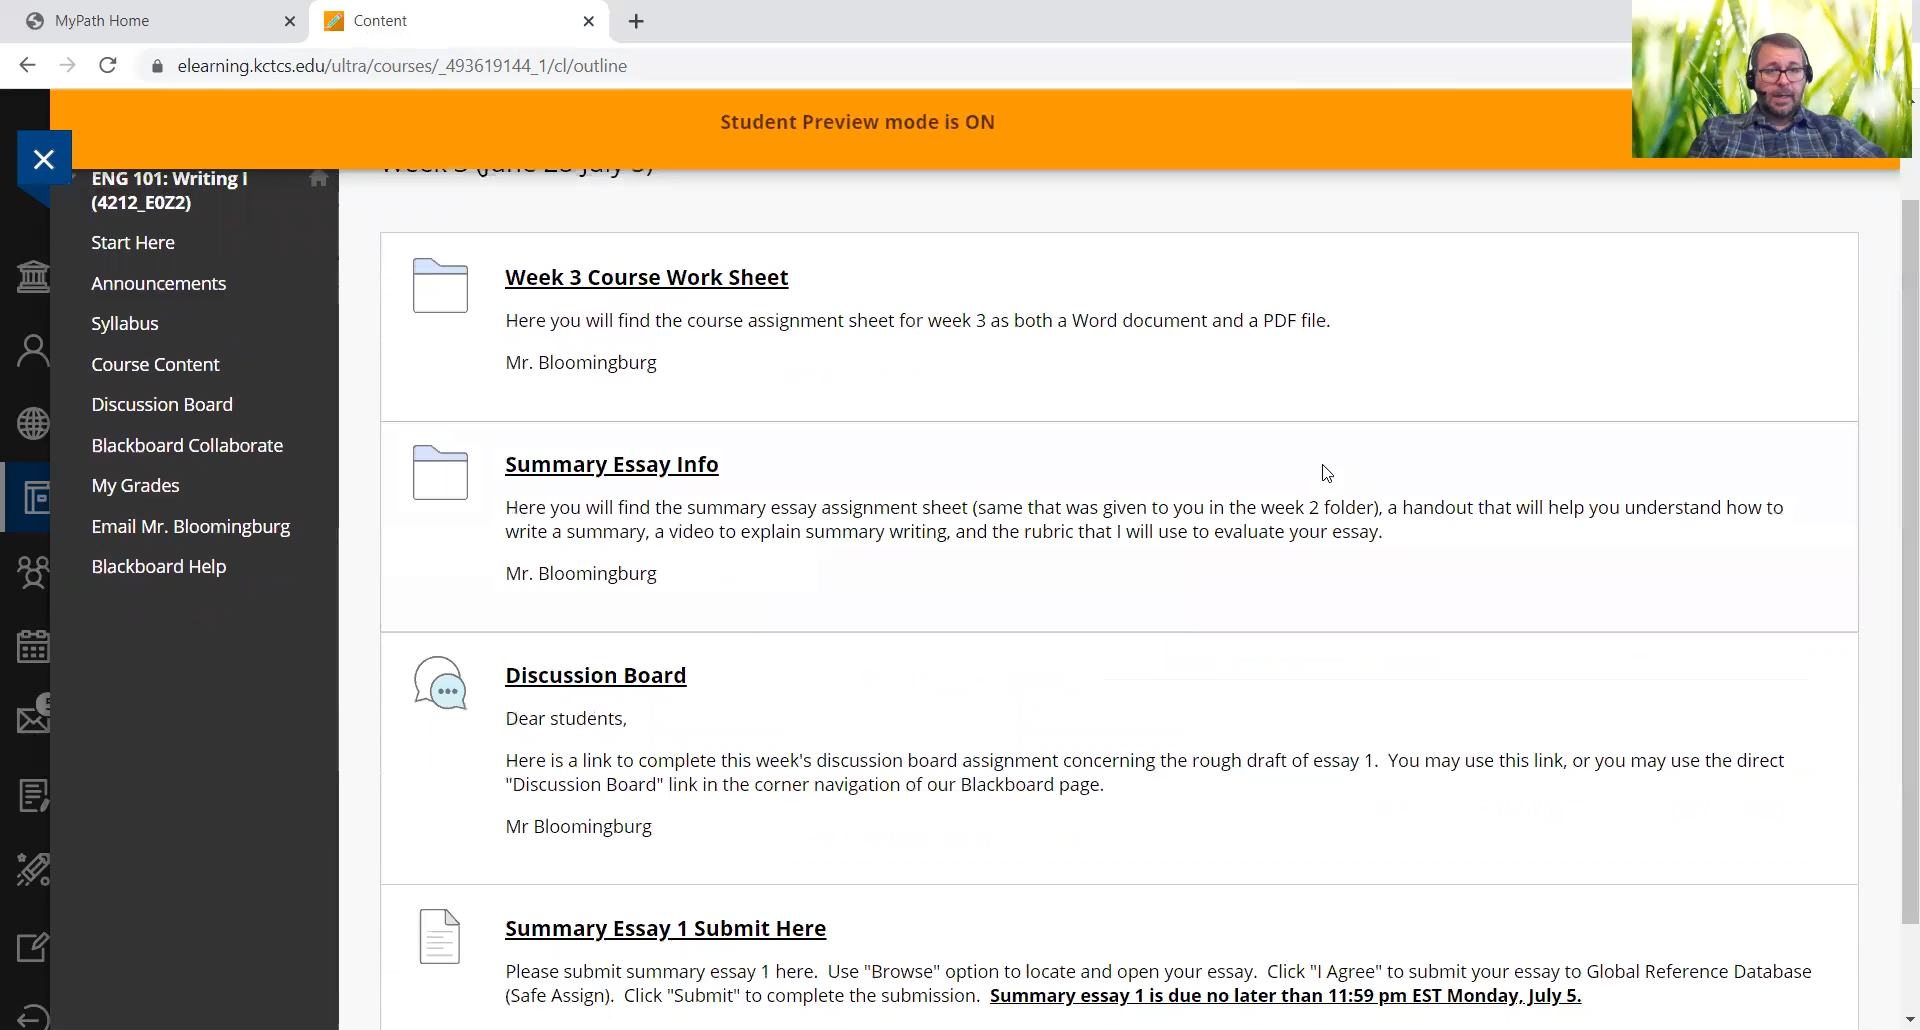 MyPath Home
Content
elearning.kctcs.edu/ultra/courses/_493619144_1/cl/outline
Student Preview mode is ON
ENG 101: Writing I
(4212_E0Z2)
Start Here
Announcements
Syllabus
Course Content
Discussion Board
Blackboard Collaborate
My Grades
Email Mr. Bloomingburg
Blackboard Help
Week 3 Course Work Sheet
Here you will find the course assignment sheet for week 3 as both a Word document and a PDF file.
Mr. Bloomingburg
Summary Essay Info
Here you will find the summary essay assignment sheet (same that was given to you in the week 2 folder), a handout that will help you understand how to
write a summary, a video to explain summary writing, and the rubric that I will use to evaluate your essay.
Mr. Bloomingburg
Discussion Board
Dear students,
Here is a link to complete this week's discussion board assignment concerning the rough draft of essay 1. You may use this link, or you may use the direct
"Discussion Board" link in the corner navigation of our Blackboard page.
Mr Bloomingburg
Summary Essay 1 Submit Here
Please submit summary essay 1 here. Use "Browse" option to locate and open your essay. Click "I Agree" to submit your essay to Global Reference Database
(Safe Assign). Click "Submit" to complete the submission. Summary essay 1 is due no later than 11:59 pm EST Monday, July 5.